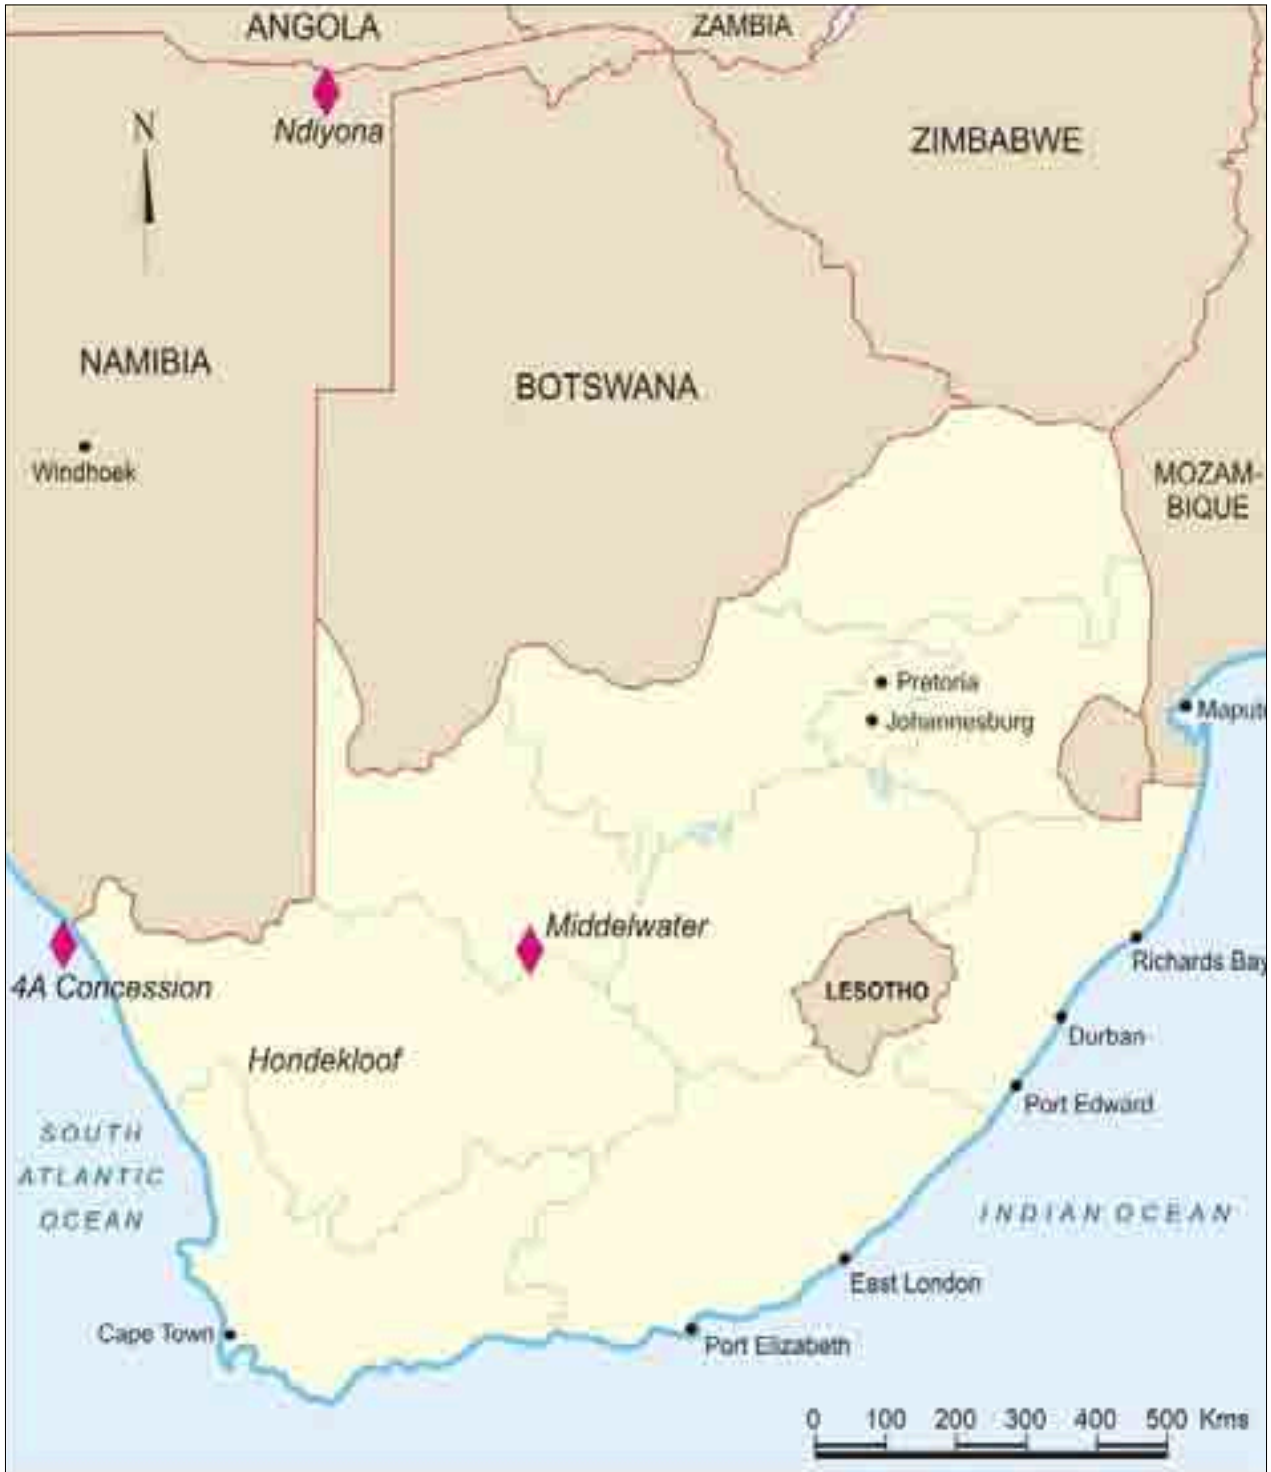 ANGOLA
ZAMBIA
Ndiyona
N
ZIMBABWE
NAMIBIA
BOTSWANA
Windhoek
MOZAM-
BIQUE
Pretoria
Johannesburg
Maputo
Middelwater
4A Concession
LESOTHO
Richards Bay
Durban
Hondekloof
Port Edward
SOUTH
ATLANTIC
OCEAN
INDIAN OCEAN
East London
Cape Town
Port Elizabeth
0 100 200 300 400 500 Kms